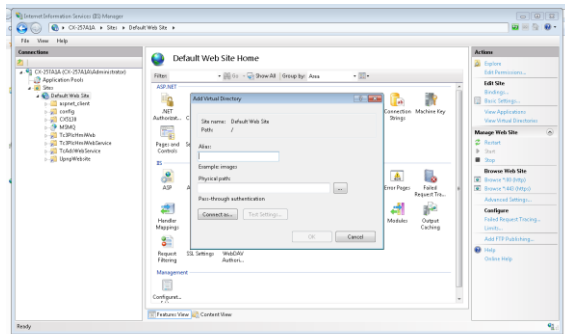 Internet Information Services (IIS) Manager
CX-257A1A ▸ Sites ▸ Default Web Site ▸
File View Help
Connections
CX-257A1A (CX-257A1A\Administrator)
Application Pools
Sites
Default Web Site
aspnet_client
config
MSMQ
Tc3PlcHmiWeb
Tc3PlcHmiWebService
TcAdsWebService
UpnpWebsite
Default Web Site Home
Filter: Go Show All Group by: Area
ASP.NET
.NET Authorizat...
Connection Strings
Machine Key
Pages and Controls
IIS
ASP
Error Pages
Failed Request Tra...
Handler Mappings
Modules
Output Caching
Request Filtering
SSL Settings
WebDAV Authori...
Management
Configurat...
Features View Content View
Add Virtual Directory
Site name: Default Web Site
Path: /
Alias:
Example: images
Physical path:
...
Pass-through authentication
Connect as... Test Settings...
OK Cancel
Actions
Explore
Edit Permissions...
Edit Site
Bindings...
Basic Settings...
View Applications
View Virtual Directories
Manage Web Site
Restart
Start
Stop
Browse Web Site
Browse *:80 (http)
Browse *:443 (https)
Advanced Settings...
Configure
Failed Request Tracing...
Limits...
Add FTP Publishing...
Help
Online Help
Ready